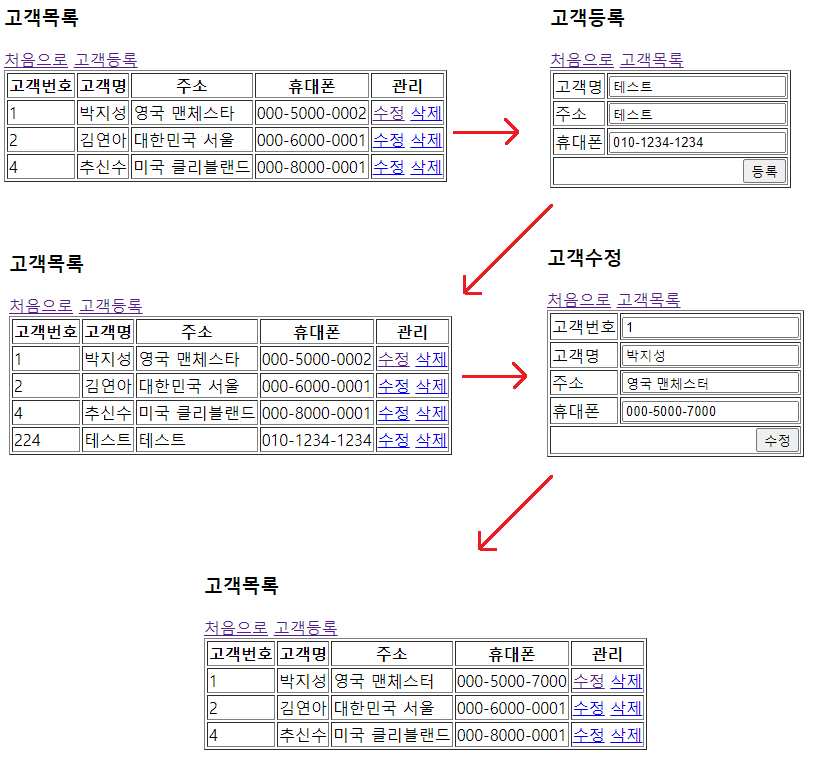 고객목록
처음으로 고객등록
고객번호 고객명 주소 휴대폰 관리
1 박지성 영국 맨체스타 000-5000-0002 수정 삭제
2 김연아 대한민국 서울 000-6000-0001 수정 삭제
4 추신수 미국 클리블랜드 000-8000-0001 수정 삭제
고객등록
처음으로 고객목록
고객명 테스트
주소 테스트
휴대폰 010-1234-1234
등록
고객목록
처음으로 고객등록
고객번호 고객명 주소 휴대폰 관리
1 박지성 영국 맨체스타 000-5000-0002 수정 삭제
2 김연아 대한민국 서울 000-6000-0001 수정 삭제
4 추신수 미국 클리블랜드 000-8000-0001 수정 삭제
224 테스트 테스트 010-1234-1234 수정 삭제
고객수정
처음으로 고객목록
고객번호 1
고객명 박지성
주소 영국 맨체스터
휴대폰 000-5000-7000
수정
고객목록
처음으로 고객등록
고객번호 고객명 주소 휴대폰 관리
1 박지성 영국 맨체스터 000-5000-7000 수정 삭제
2 김연아 대한민국 서울 000-6000-0001 수정 삭제
4 추신수 미국 클리블랜드 000-8000-0001 수정 삭제